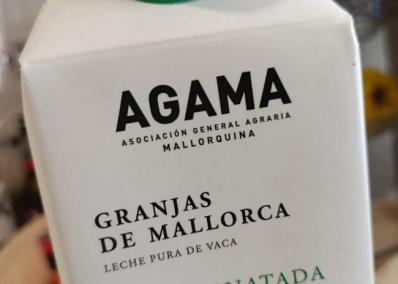 AGAMA
ASOCIACIÓN GENERAL AGRARIA
MALLORQUINA
GRANJAS
DE MALLORCA
LECHE PURA DE VACA